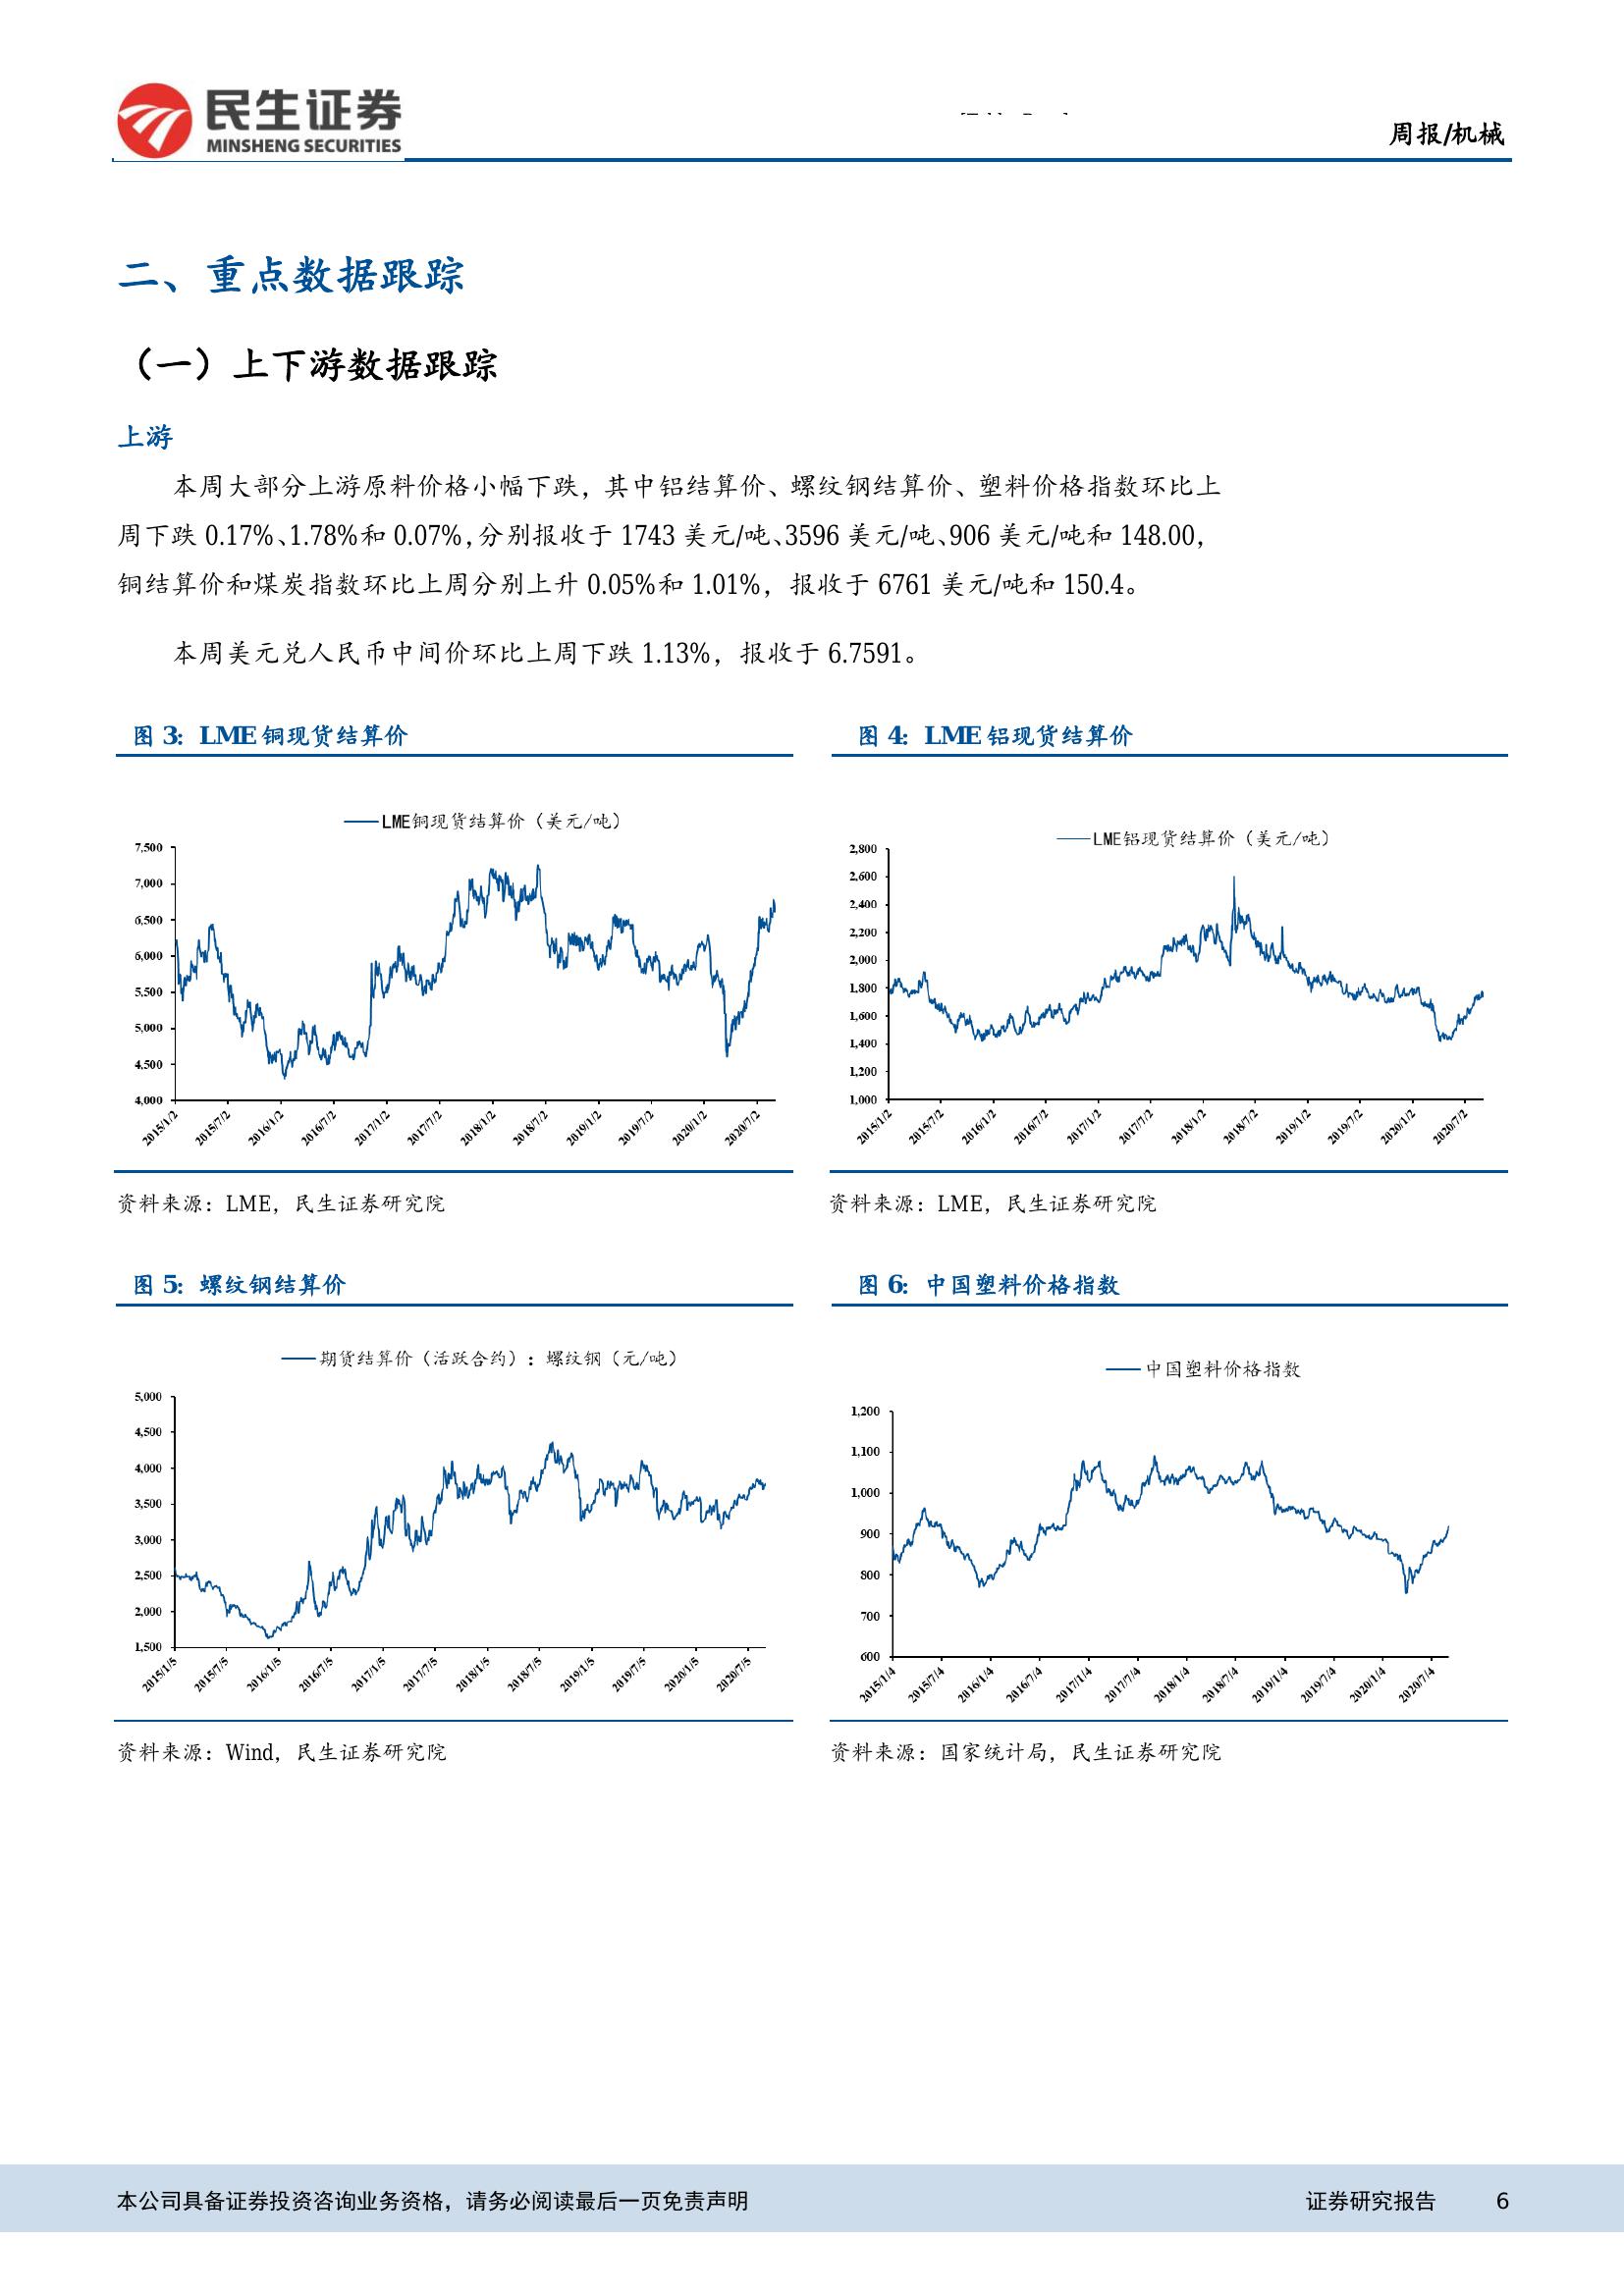 民生证券
MINSHENG SECURITIES
周报/机械
二、重点数据跟踪
（一）上下游数据跟踪
上游
本周大部分上游原料价格小幅下跌，其中铝结算价、螺纹钢结算价、塑料价格指数环比上
周下跌 0.17%、1.78%和 0.07%，分别报收于 1743 美元/吨、3596 美元/吨、906 美元/吨和 148.00，
铜结算价和煤炭指数环比上周分别上升 0.05%和 1.01%，报收于 6761 美元/吨和 150.4。
本周美元兑人民币中间价环比上周下跌 1.13%，报收于 6.7591。
图 3：LME 铜现货结算价
LME铜现货结算价（美元/吨）
7,500
7,000
6,500
6,000
5,500
5,000
4,500
4,000
2015/1/2 2015/7/2 2016/1/2 2016/7/2 2017/1/2 2017/7/2 2018/1/2 2018/7/2 2019/1/2 2019/7/2 2020/1/2 2020/7/2
资料来源：LME，民生证券研究院
图 4：LME 铝现货结算价
LME铝现货结算价（美元/吨）
2,800
2,600
2,400
2,200
2,000
1,800
1,600
1,400
1,200
1,000
2015/1/2 2015/7/2 2016/1/2 2016/7/2 2017/1/2 2017/7/2 2018/1/2 2018/7/2 2019/1/2 2019/7/2 2020/1/2 2020/7/2
资料来源：LME，民生证券研究院
图 5：螺纹钢结算价
期货结算价（活跃合约）：螺纹钢（元/吨）
5,000
4,500
4,000
3,500
3,000
2,500
2,000
1,500
2015/1/5 2015/7/5 2016/1/5 2016/7/5 2017/1/5 2017/7/5 2018/1/5 2018/7/5 2019/1/5 2019/7/5 2020/1/5 2020/7/5
资料来源：Wind，民生证券研究院
图 6：中国塑料价格指数
中国塑料价格指数
1,200
1,100
1,000
900
800
700
600
2015/1/4 2015/7/4 2016/1/4 2016/7/4 2017/1/4 2017/7/4 2018/1/4 2018/7/4 2019/1/4 2019/7/4 2020/1/4 2020/7/4
资料来源：国家统计局，民生证券研究院
本公司具备证券投资咨询业务资格，请务必阅读最后一页免责声明
证券研究报告 6